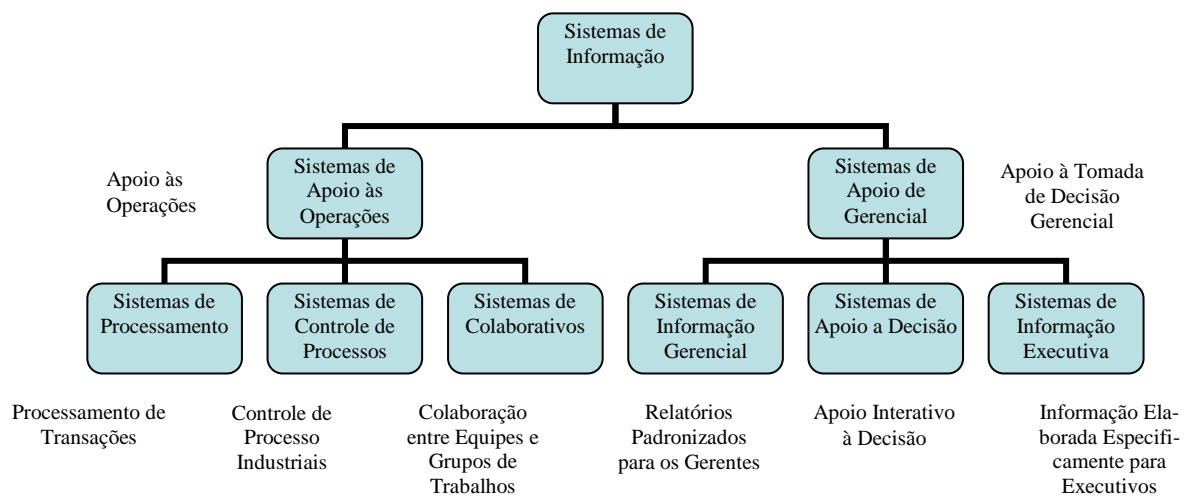 Sistemas de
Informação
Apoio às
Operações
Sistemas de
Apoio às
Operações
Sistemas de
Apoio de
Gerencial
Apoio à Tomada
de Decisão
Gerencial
Sistemas de
Processamento
Sistemas de
Controle de
Processos
Sistemas de
Colaborativos
Sistemas de
Informação
Gerencial
Sistemas de
Apoio a Decisão
Sistemas de
Informação
Executiva
Processamento de
Transações
Controle de
Processo
Industriais
Colaboração
entre Equipes e
Grupos de
Trabalhos
Relatórios
Padronizados
para os Gerentes
Apoio Interativo
à Decisão
Informação Ela-
borada Especifi-
camente para
Executivos